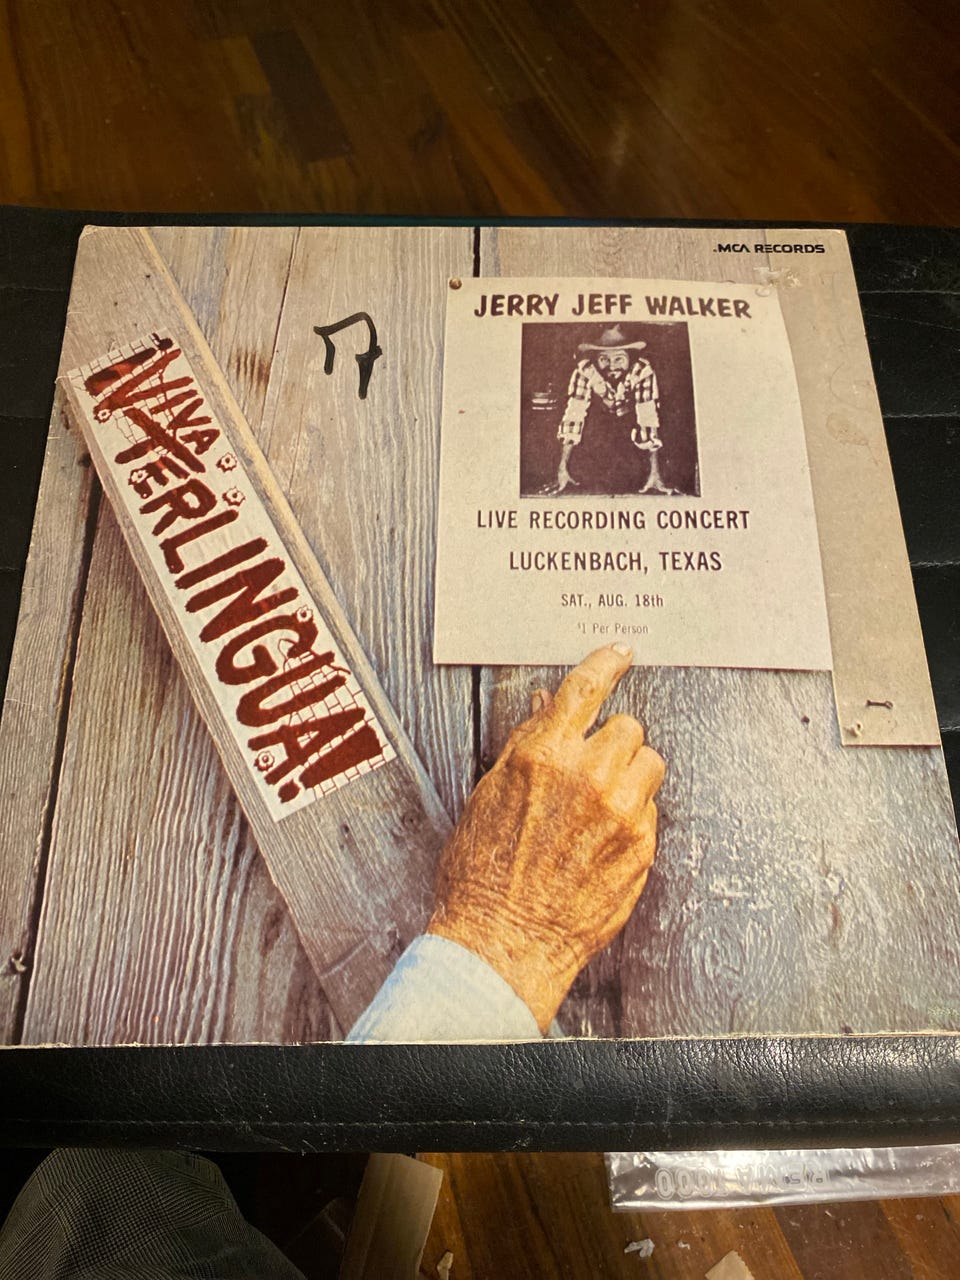 .MCA RECORDS
JERRY JEFF WALKER
VIVA
TERLINGUA!
LIVE RECORDING CONCERT
LUCKENBACH, TEXAS
SAT., AUG. 18th
$1 Per Person